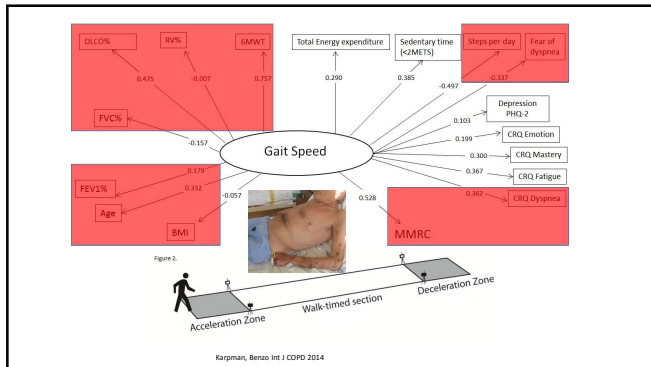 DLCO%
RV%
6MWT
Total Energy expenditure
Sedentary time
(<2METS)
Steps per day
Fear of
dyspnea
0.475
-0.007
0.757
0.290
0.385
-0.497
-0.337
FVC%
-0.157
Gait Speed
0.103
Depression
PHQ-2
0.199
CRQ Emotion
0.300
CRQ Mastery
0.367
CRQ Fatigue
0.362
CRQ Dyspnea
FEV1%
0.179
Age
0.332
BMI
-0.057
0.528
MMRC
Figure 2.
Acceleration Zone
Walk-timed section
Deceleration Zone
Karpman, Benzo Int J COPD 2014